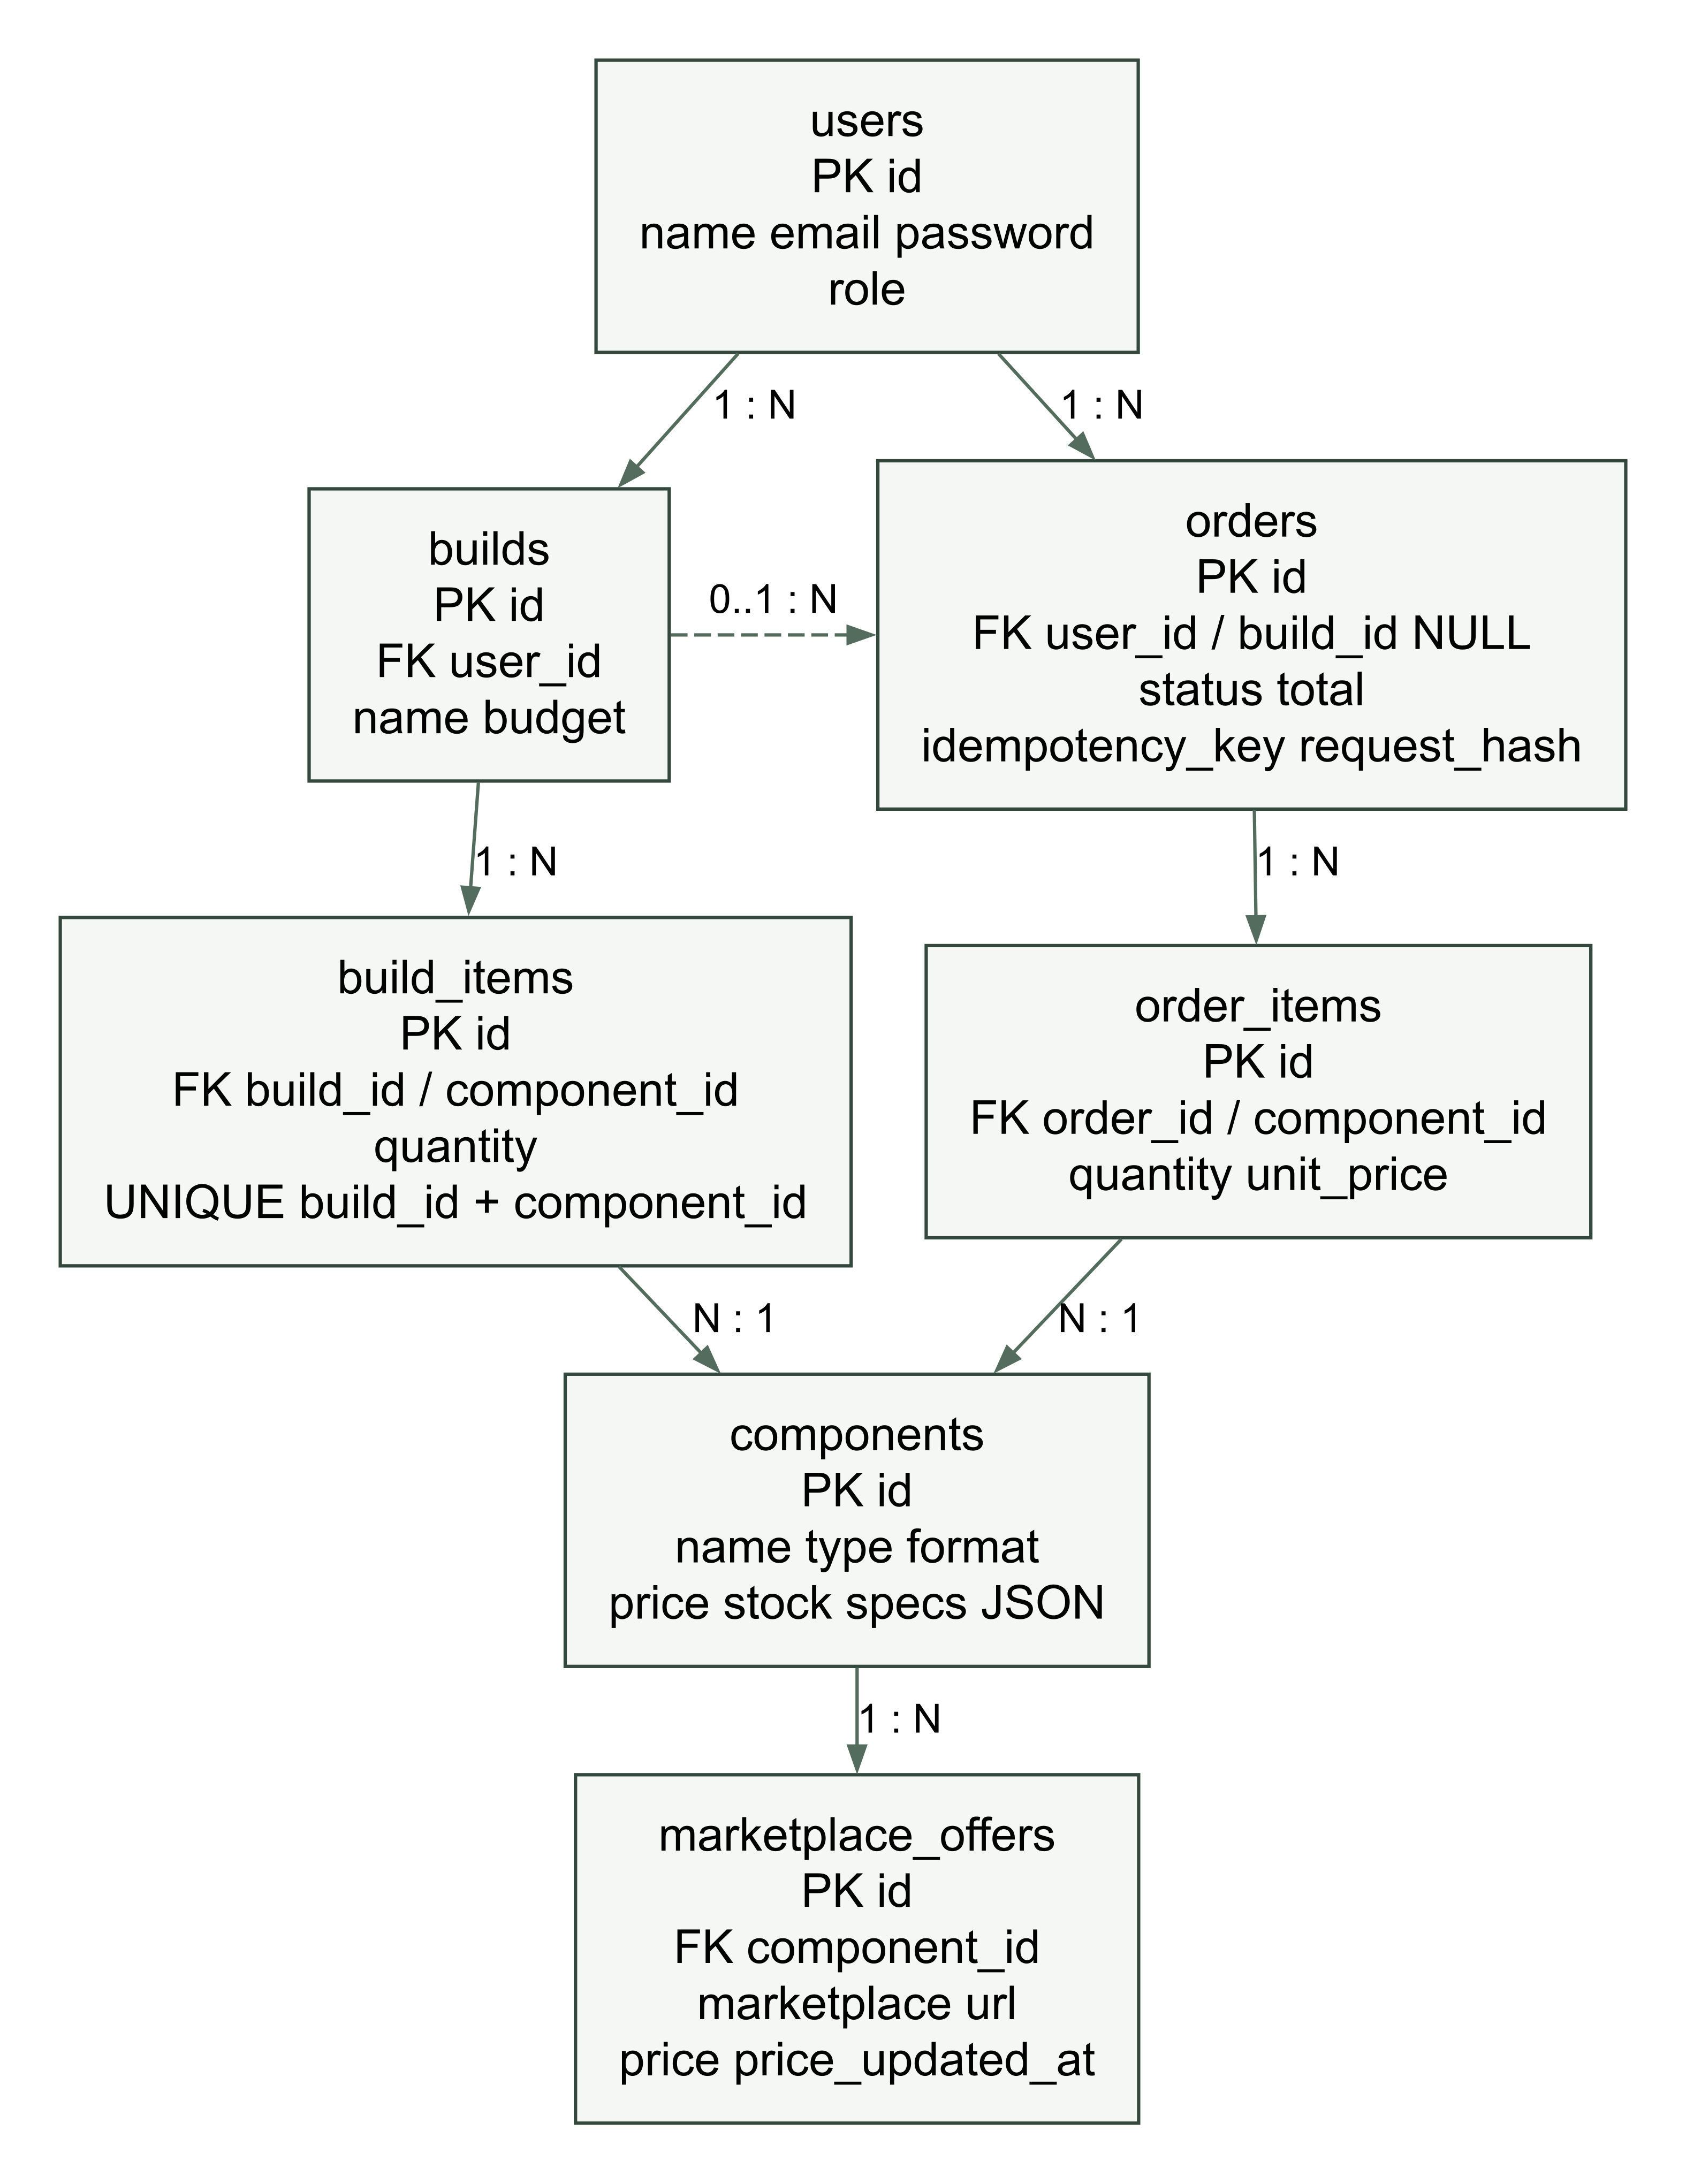 users
PK id
name email password
role
1 : N
1 : N
builds
PK id
FK user_id
name budget
0..1 : N
orders
PK id
FK user_id / build_id NULL
status total
idempotency_key request_hash
1 : N
1 : N
build_items
PK id
FK build_id / component_id
quantity
UNIQUE build_id + component_id
order_items
PK id
FK order_id / component_id
quantity unit_price
N : 1
N : 1
components
PK id
name type format
price stock specs JSON
1 : N
marketplace_offers
PK id
FK component_id
marketplace url
price price_updated_at